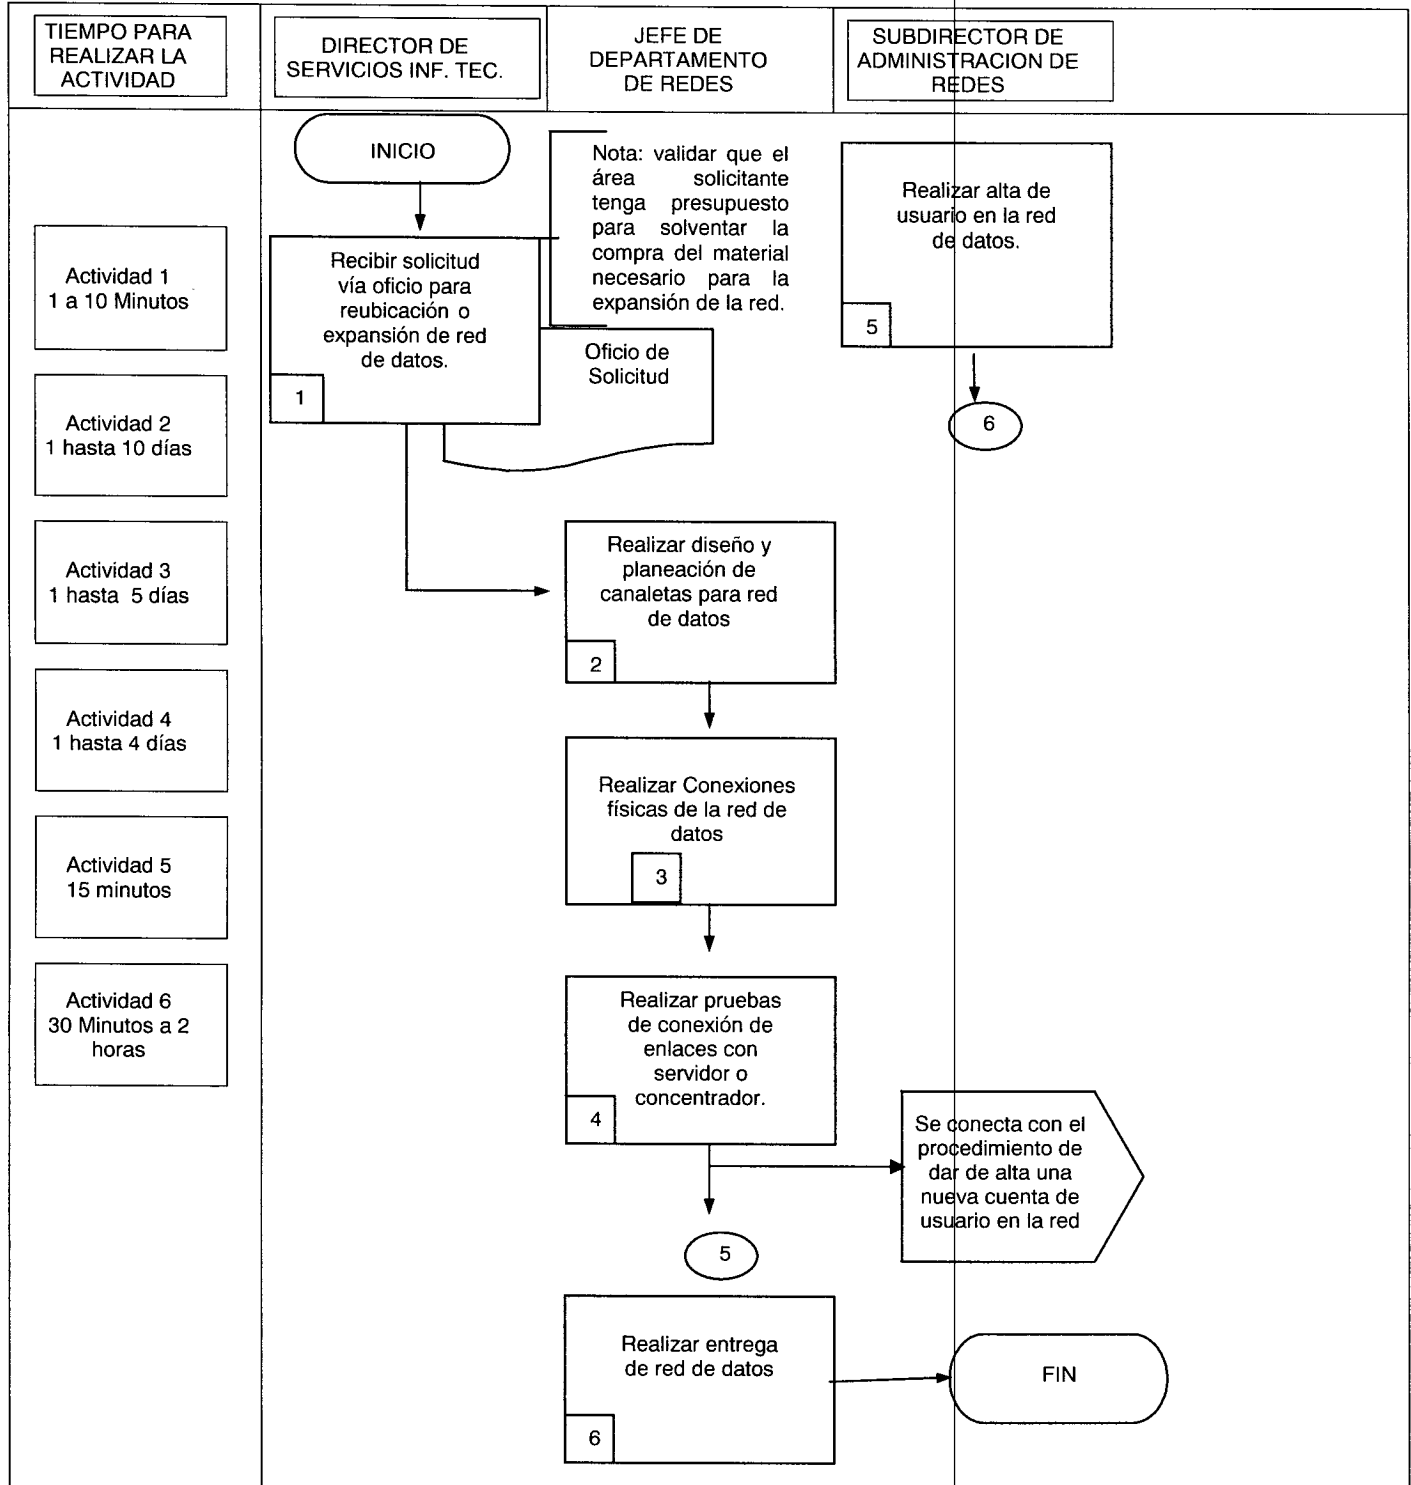 TIEMPO PARA
REALIZAR LA
ACTIVIDAD
DIRECTOR DE
SERVICIOS INF. TEC.
JEFE DE
DEPARTAMENTO
DE REDES
SUBDIRECTOR DE
ADMINISTRACION DE
REDES
Actividad 1
1 a 10 Minutos
Actividad 2
1 hasta 10 días
Actividad 3
1 hasta 5 días
Actividad 4
1 hasta 4 días
Actividad 5
15 minutos
Actividad 6
30 Minutos a 2
horas
INICIO
Recibir solicitud
vía oficio para
reubicación o
expansión de red
de datos.
1
Nota: validar que el
área solicitante
tenga presupuesto
para solventar la
compra del material
necesario para la
expansión de la red.
Oficio de
Solicitud
Realizar diseño y
planeación de
canaletas para red
de datos
2
Realizar Conexiones
físicas de la red de
datos
3
Realizar pruebas
de conexión de
enlaces con
servidor o
concentrador.
4
5
Realizar entrega
de red de datos
6
Realizar alta de
usuario en la red
de datos.
5
6
Se conecta con el
procedimiento de
dar de alta una
nueva cuenta de
usuario en la red
FIN